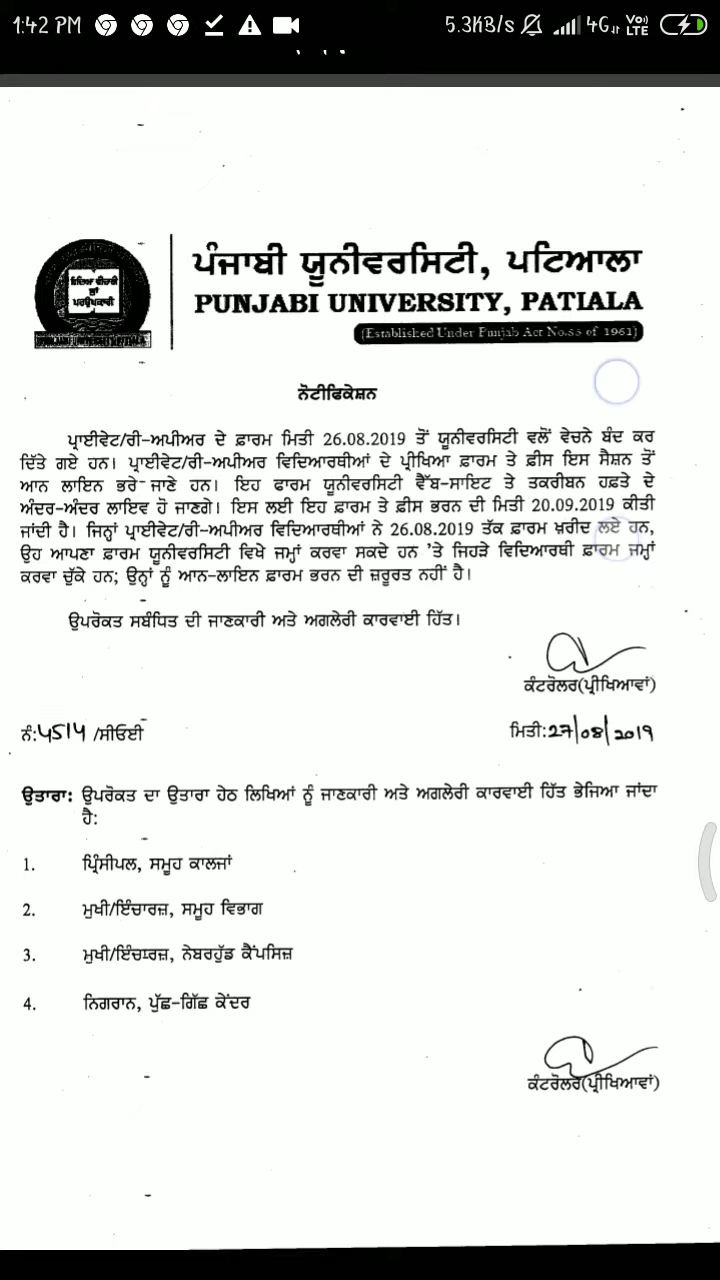 1:42 PM 5.3KB/s 4G VoLTE
ਵਿਦਿਆ ਵੀਚਾਰੀ
ਤਾਂ
ਪਰਉਪਕਾਰੀ
PUNJABI UNIVERSITY PATIALA
ਪੰਜਾਬੀ ਯੂਨੀਵਰਸਿਟੀ, ਪਟਿਆਲਾ
PUNJABI UNIVERSITY, PATIALA
(Established Under Punjab Act No.35 of 1961)
ਨੋਟੀਫਿਕੇਸ਼ਨ
ਪ੍ਰਾਈਵੇਟ/ਰੀ-ਅਪੀਅਰ ਦੇ ਫ਼ਾਰਮ ਮਿਤੀ 26.08.2019 ਤੋਂ ਯੂਨੀਵਰਸਿਟੀ ਵਲੋਂ ਵੇਚਨੇ ਬੰਦ ਕਰ
ਦਿੱਤੇ ਗਏ ਹਨ। ਪ੍ਰਾਈਵੇਟ/ਰੀ-ਅਪੀਅਰ ਵਿਦਿਆਰਥੀਆਂ ਦੇ ਪ੍ਰੀਖਿਆ ਫ਼ਾਰਮ ਤੇ ਫ਼ੀਸ ਇਸ ਸੈਸ਼ਨ ਤੋਂ
ਆਨ ਲਾਇਨ ਭਰੇ ਜਾਣੇ ਹਨ। ਇਹ ਫਾਰਮ ਯੂਨੀਵਰਸਿਟੀ ਵੈੱਬ-ਸਾਇਟ ਤੇ ਤਕਰੀਬਨ ਹਫ਼ਤੇ ਦੇ
ਅੰਦਰ-ਅੰਦਰ ਲਾਇਵ ਹੋ ਜਾਣਗੇ। ਇਸ ਲਈ ਇਹ ਫ਼ਾਰਮ ਤੇ ਫ਼ੀਸ ਭਰਨ ਦੀ ਮਿਤੀ 20.09.2019 ਕੀਤੀ
ਜਾਂਦੀ ਹੈ। ਜਿਨ੍ਹਾਂ ਪ੍ਰਾਈਵੇਟ/ਰੀ-ਅਪੀਅਰ ਵਿਦਿਆਰਥੀਆਂ ਨੇ 26.08.2019 ਤੱਕ ਫ਼ਾਰਮ ਖ਼ਰੀਦ ਲਏ ਹਨ,
ਉਹ ਆਪਣਾ ਫ਼ਾਰਮ ਯੂਨੀਵਰਸਿਟੀ ਵਿਖੇ ਜਮ੍ਹਾਂ ਕਰਵਾ ਸਕਦੇ ਹਨ 'ਤੇ ਜਿਹੜੇ ਵਿਦਿਆਰਥੀ ਫ਼ਾਰਮ ਜਮ੍ਹਾਂ
ਕਰਵਾ ਚੁੱਕੇ ਹਨ; ਉਨ੍ਹਾਂ ਨੂੰ ਆਨ-ਲਾਇਨ ਫ਼ਾਰਮ ਭਰਨ ਦੀ ਜ਼ਰੂਰਤ ਨਹੀਂ ਹੈ।
ਉਪਰੋਕਤ ਸਬੰਧਿਤ ਦੀ ਜਾਣਕਾਰੀ ਅਤੇ ਅਗਲੇਰੀ ਕਾਰਵਾਈ ਹਿੱਤ।
ਕੰਟਰੋਲਰ(ਪ੍ਰੀਖਿਆਵਾਂ)
ਨੰ:4514 /ਸੀਓਈ ਮਿਤੀ:27/08/2019
ਉਤਾਰਾ: ਉਪਰੋਕਤ ਦਾ ਉਤਾਰਾ ਹੇਠ ਲਿਖਿਆਂ ਨੂੰ ਜਾਣਕਾਰੀ ਅਤੇ ਅਗਲੇਰੀ ਕਾਰਵਾਈ ਹਿੱਤ ਭੇਜਿਆ ਜਾਂਦਾ
ਹੈ:
1. ਪ੍ਰਿੰਸੀਪਲ, ਸਮੂਹ ਕਾਲਜਾਂ
2. ਮੁਖੀ/ਇੰਚਾਰਜ਼, ਸਮੂਹ ਵਿਭਾਗ
3. ਮੁਖੀ/ਇੰਚਾਰਜ਼, ਨੇਬਰਹੁੱਡ ਕੈਂਪਸਿਜ਼
4. ਨਿਗਰਾਨ, ਪੁੱਛ-ਗਿੱਛ ਕੇਂਦਰ
ਕੰਟਰੋਲਰ(ਪ੍ਰੀਖਿਆਵਾਂ)